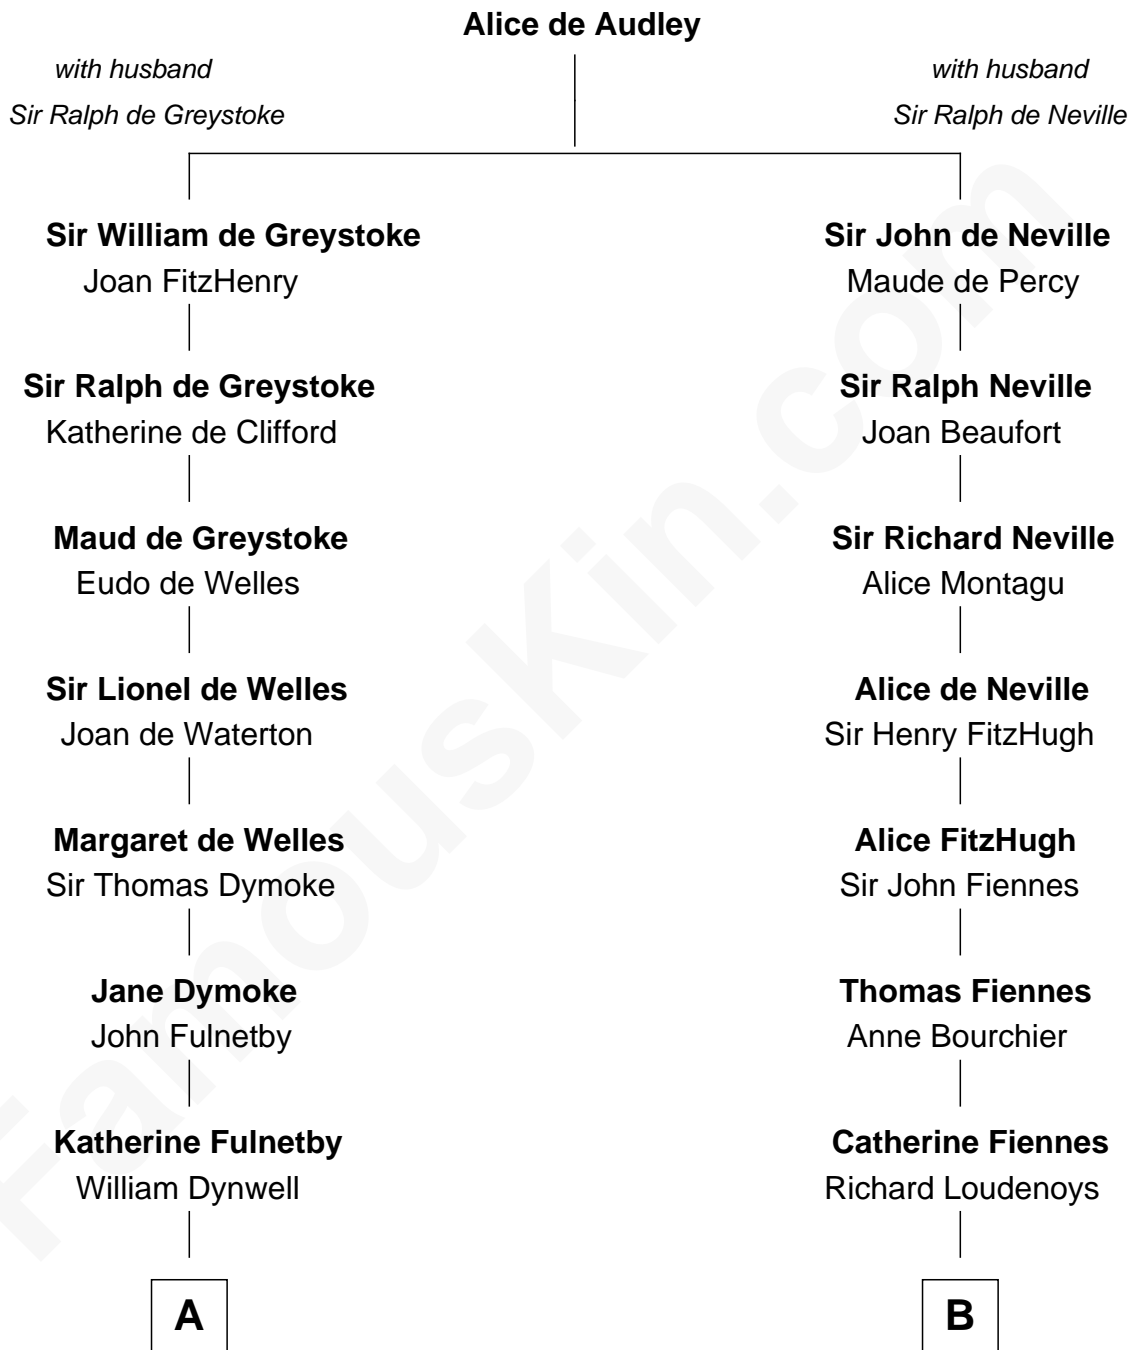 Alice de Audley
with husband
Sir Ralph de Greystoke
with husband
Sir Ralph de Neville
Sir William de Greystoke
Joan FitzHenry
Sir John de Neville
Maude de Percy
Sir Ralph de Greystoke
Katherine de Clifford
Sir Ralph Neville
Joan Beaufort
Maud de Greystoke
Eudo de Welles
Sir Richard Neville
Alice Montagu
Sir Lionel de Welles
Joan de Waterton
Alice de Neville
Sir Henry FitzHugh
Margaret de Welles
Sir Thomas Dymoke
Alice FitzHugh
Sir John Fiennes
Jane Dymoke
John Fulnetby
Thomas Fiennes
Anne Bourchier
Katherine Fulnetby
William Dynwell
Catherine Fiennes
Richard Loudenoys
A
B
FamousKin.com